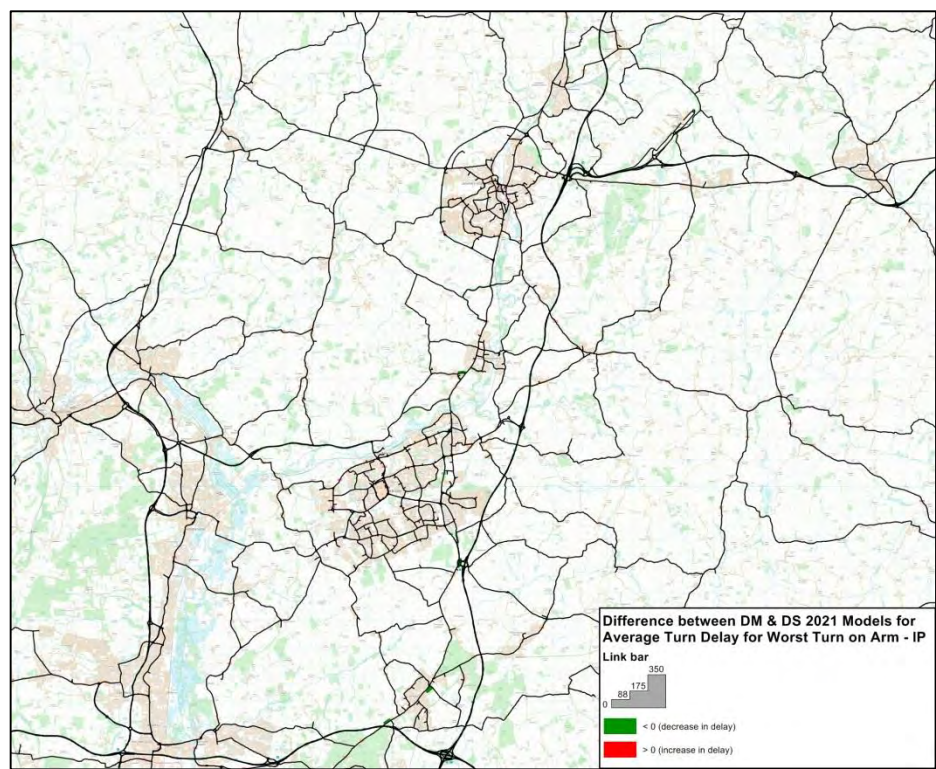 Difference between DM & DS 2021 Models for
Average Turn Delay for Worst Turn on Arm - IP
Link bar
350
175
88
0
< 0 (decrease in delay)
> 0 (increase in delay)